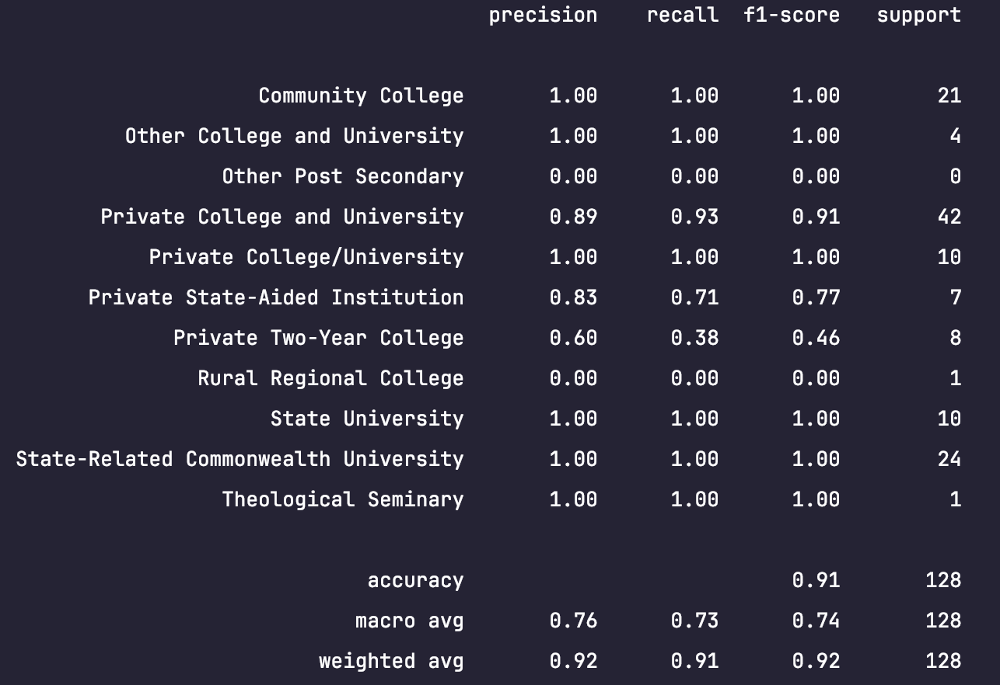 precision recall f1-score support
Community College 1.00 1.00 1.00 21
Other College and University 1.00 1.00 1.00 4
Other Post Secondary 0.00 0.00 0.00 0
Private College and University 0.89 0.93 0.91 42
Private College/University 1.00 1.00 1.00 10
Private State-Aided Institution 0.83 0.71 0.77 7
Private Two-Year College 0.60 0.38 0.46 8
Rural Regional College 0.00 0.00 0.00 1
State University 1.00 1.00 1.00 10
State-Related Commonwealth University 1.00 1.00 1.00 24
Theological Seminary 1.00 1.00 1.00 1
accuracy 0.91 128
macro avg 0.76 0.73 0.74 128
weighted avg 0.92 0.91 0.92 128